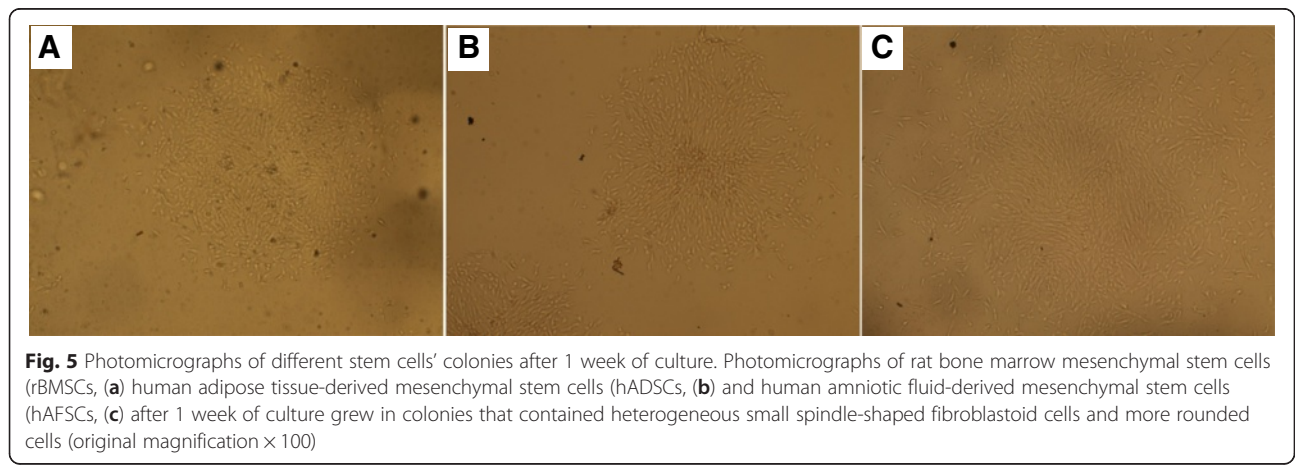 A
B
C
Fig. 5 Photomicrographs of different stem cells’ colonies after 1 week of culture. Photomicrographs of rat bone marrow mesenchymal stem cells
(rBMSCs, (a) human adipose tissue-derived mesenchymal stem cells (hADSCs, (b) and human amniotic fluid-derived mesenchymal stem cells
(hAFSCs, (c) after 1 week of culture grew in colonies that contained heterogeneous small spindle-shaped fibroblastoid cells and more rounded
cells (original magnification × 100)